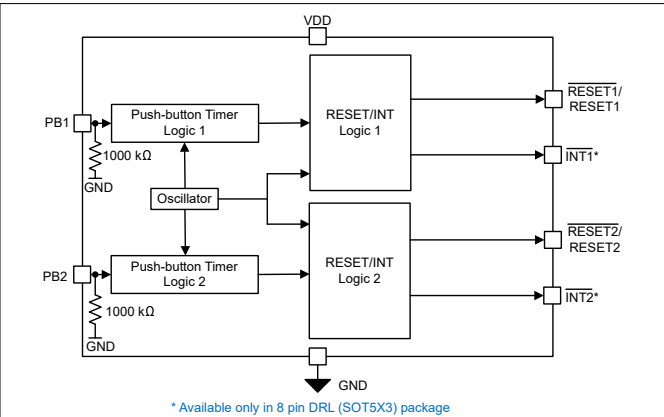 VDD
PB1
Push-button Timer
Logic 1
1000 kΩ
GND
Oscillator
RESET/INT
Logic 1
RESET1/
RESET1
INT1*
PB2
Push-button Timer
Logic 2
1000 kΩ
GND
RESET/INT
Logic 2
RESET2/
RESET2
INT2*
GND
* Available only in 8 pin DRL (SOT5X3) package